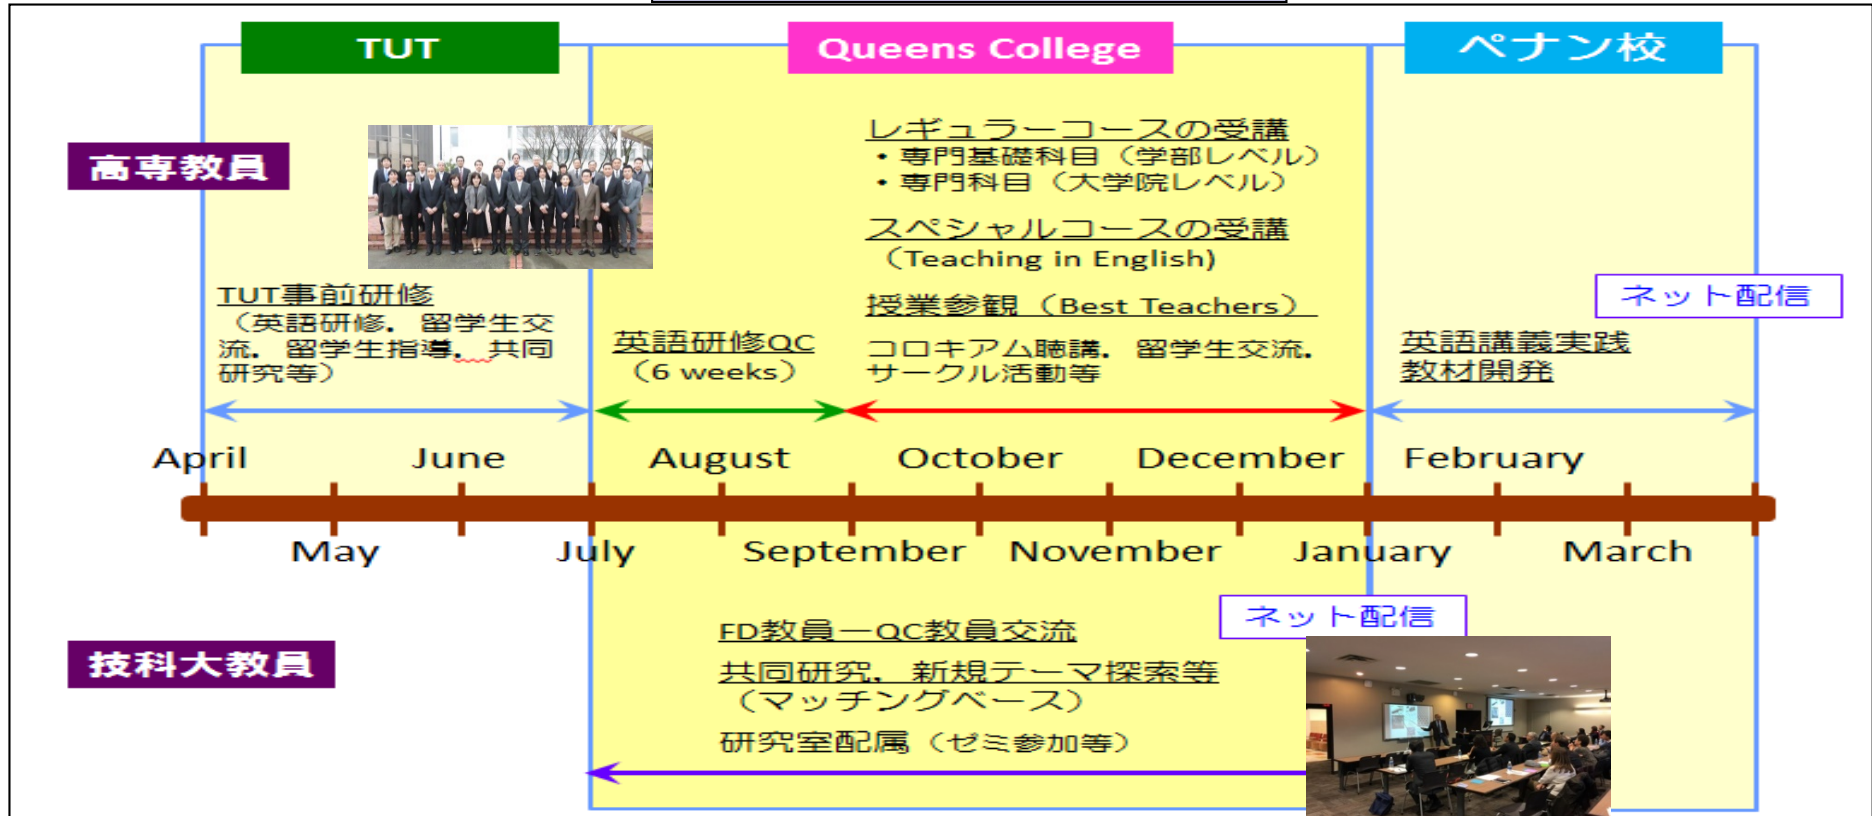 TUT
Queens College
ペナン校
高専教員
レギュラーコースの受講
・専門基礎科目（学部レベル）
・専門科目（大学院レベル）
スペシャルコースの受講
（Teaching in English)
授業参観（Best Teachers）
コロキアム聴講．留学生交流．
サークル活動等
TUT事前研修
（英語研修．留学生交
流．留学生指導．共同
研究等）
英語研修QC
（6 weeks）
ネット配信
英語講義実践
教材開発
April
June
August
October
December
February
May
July
September
November
January
March
技科大教員
FD教員ーQC教員交流
共同研究．新規テーマ探索等
（マッチングベース）
研究室配属（ゼミ参加等）
ネット配信